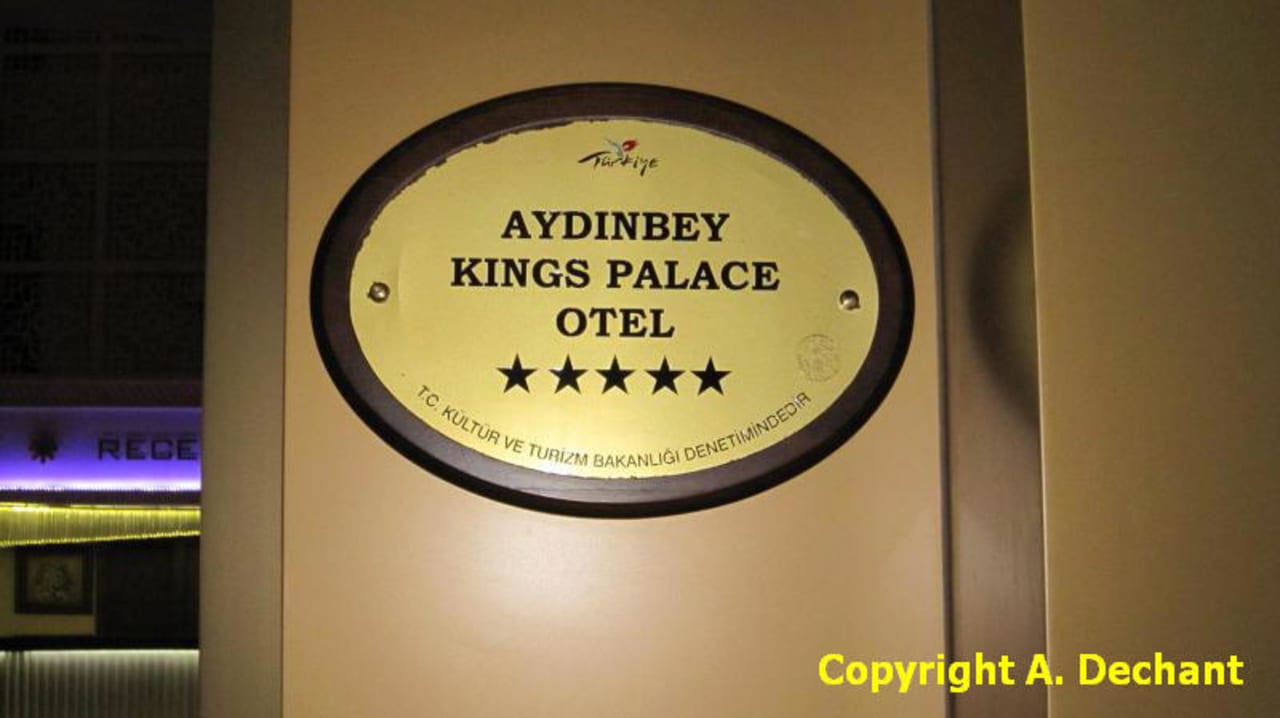 Türkiye
AYDINBEY
KINGS PALACE
OTEL
★★★★★
T.C. KÜLTÜR VE TURİZM BAKANLIĞI DENETİMİNDEDİR
RECE
Copyright A. Dechant